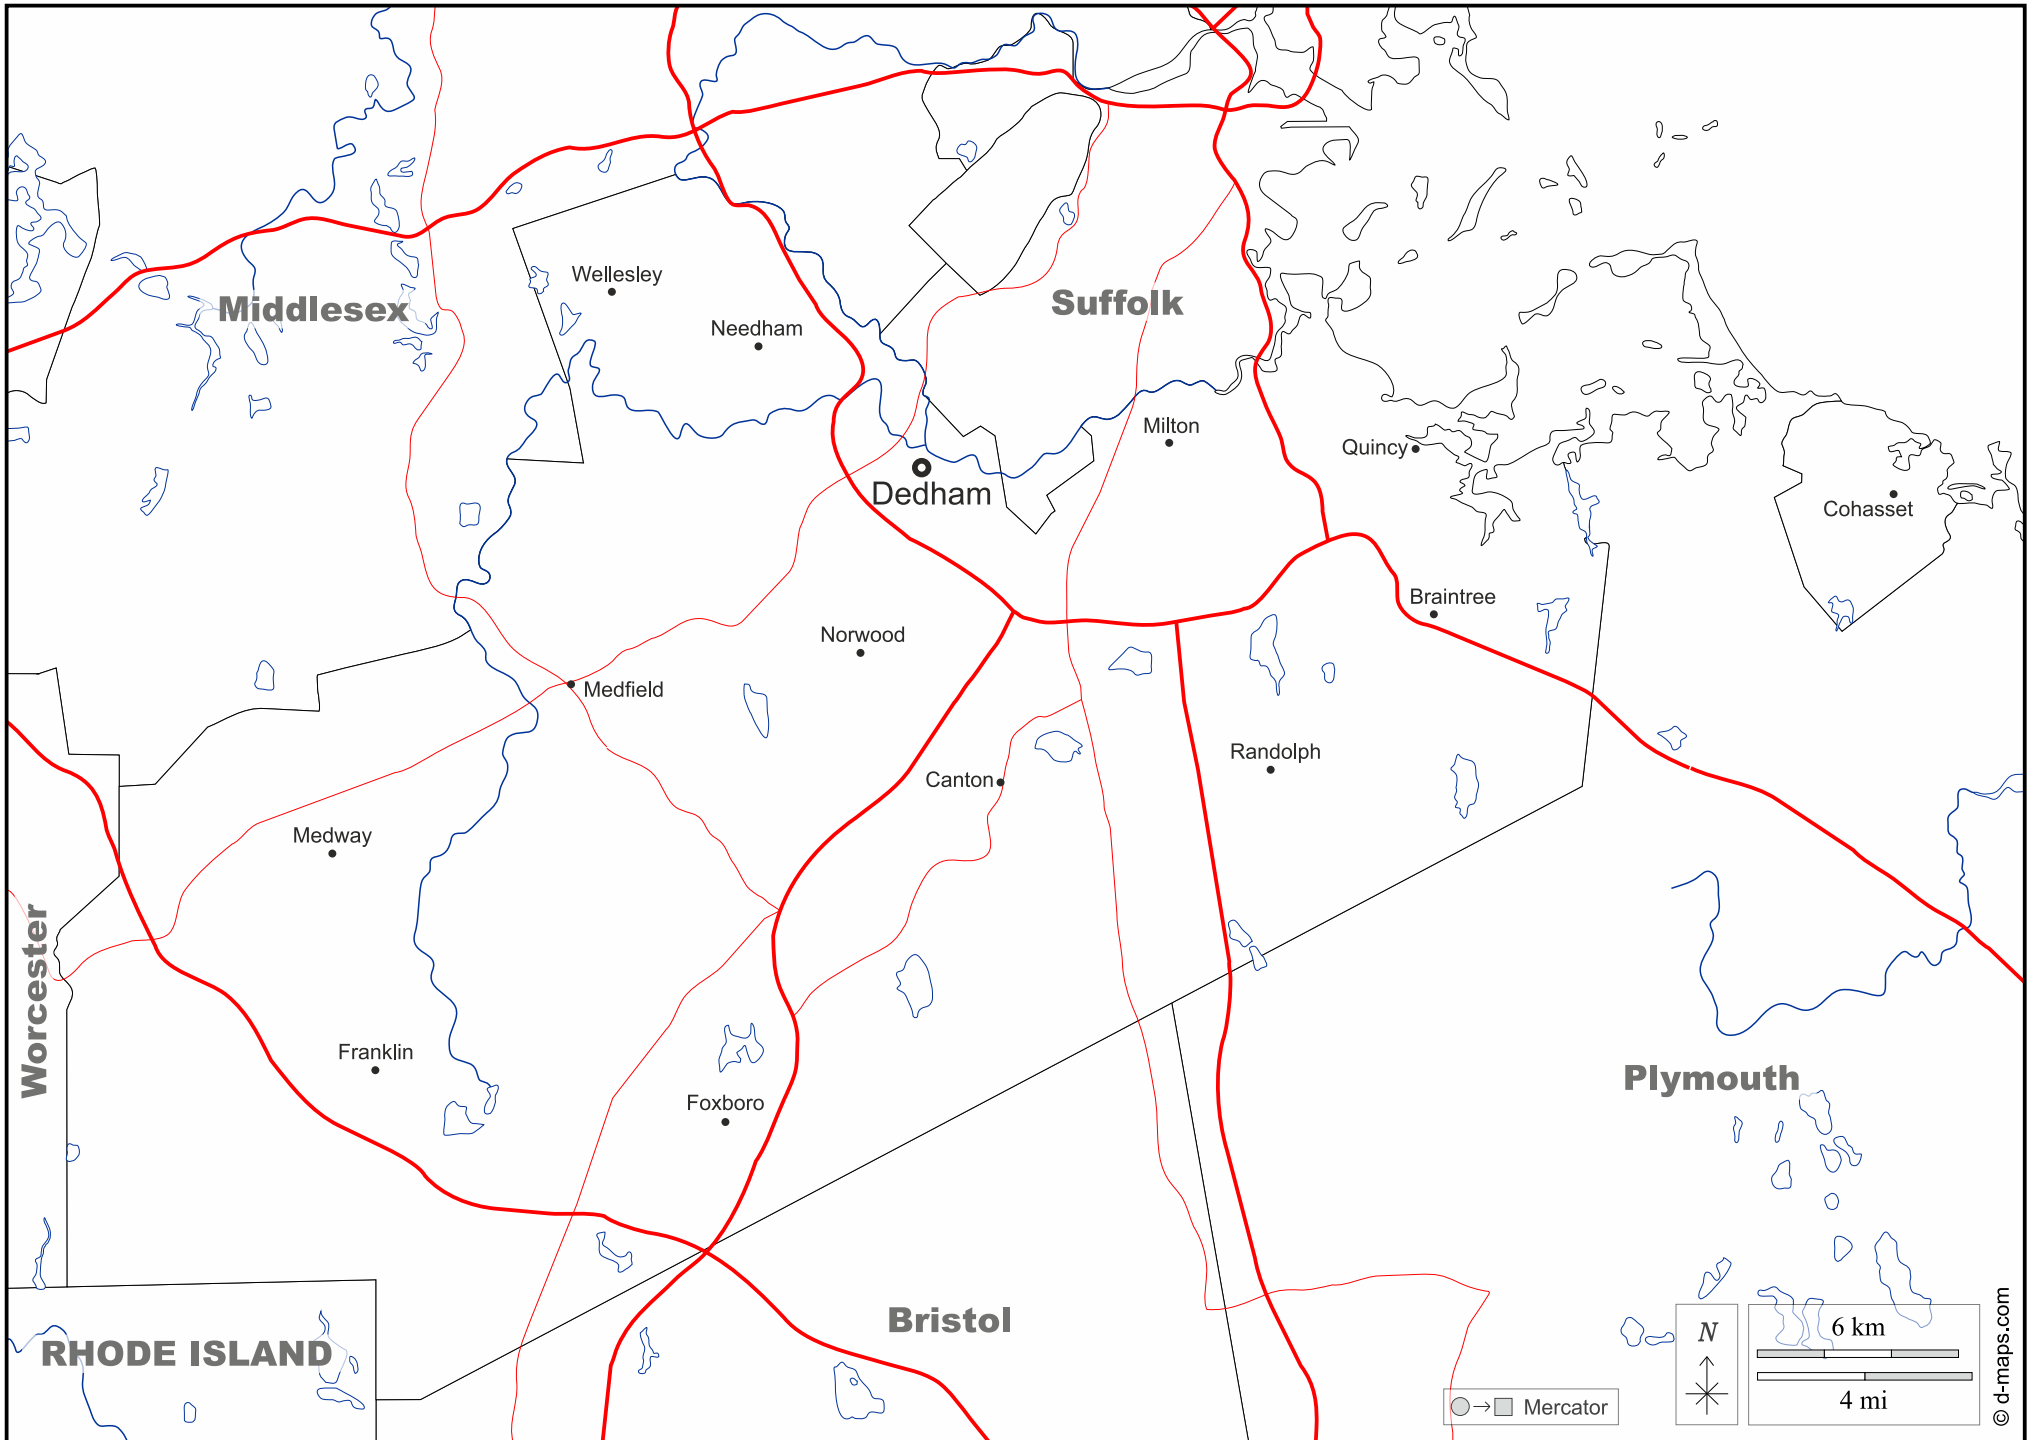 Wellesley
Middlesex
Suffolk
Needham
Milton
Quincy
Dedham
Cohasset
Braintree
Norwood
Medfield
Randolph
Canton
Medway
Worcester
Franklin
Plymouth
Foxboro
Bristol
RHODE ISLAND
N
6 km
4 mi
Mercator
© d-maps.com